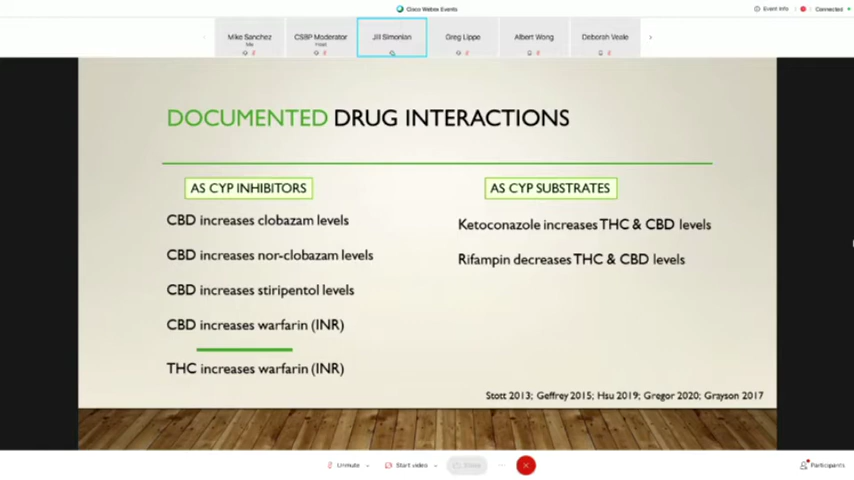 Cisco Webex Events
Event Info
Connected
Mike Sanchez
Me
CSBP Moderator
Host
Jill Simonian
Greg Lippe
Albert Wong
Deborah Veale
DOCUMENTED DRUG INTERACTIONS
AS CYP INHIBITORS
CBD increases clobazam levels
CBD increases nor-clobazam levels
CBD increases stiripentol levels
CBD increases warfarin (INR)
THC increases warfarin (INR)
AS CYP SUBSTRATES
Ketoconazole increases THC & CBD levels
Rifampin decreases THC & CBD levels
Stott 2013; Geffrey 2015; Hsu 2019; Gregor 2020; Grayson 2017
Unmute
Start video
Share
Participants